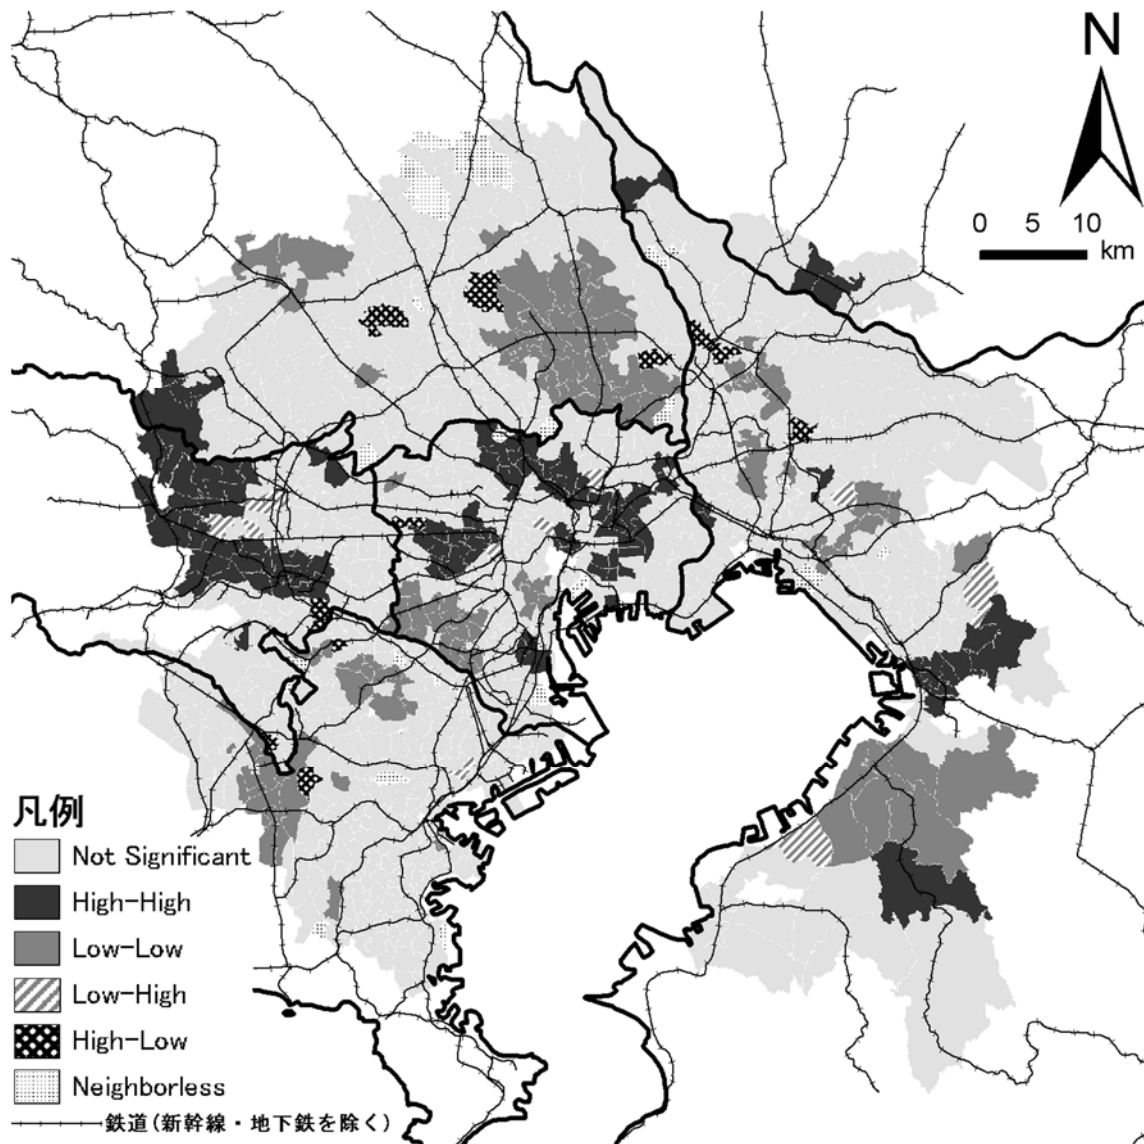 N
0 5 10
km
凡例
Not Significant
High-High
Low-Low
Low-High
High-Low
Neighborless
鉄道(新幹線・地下鉄を除く)